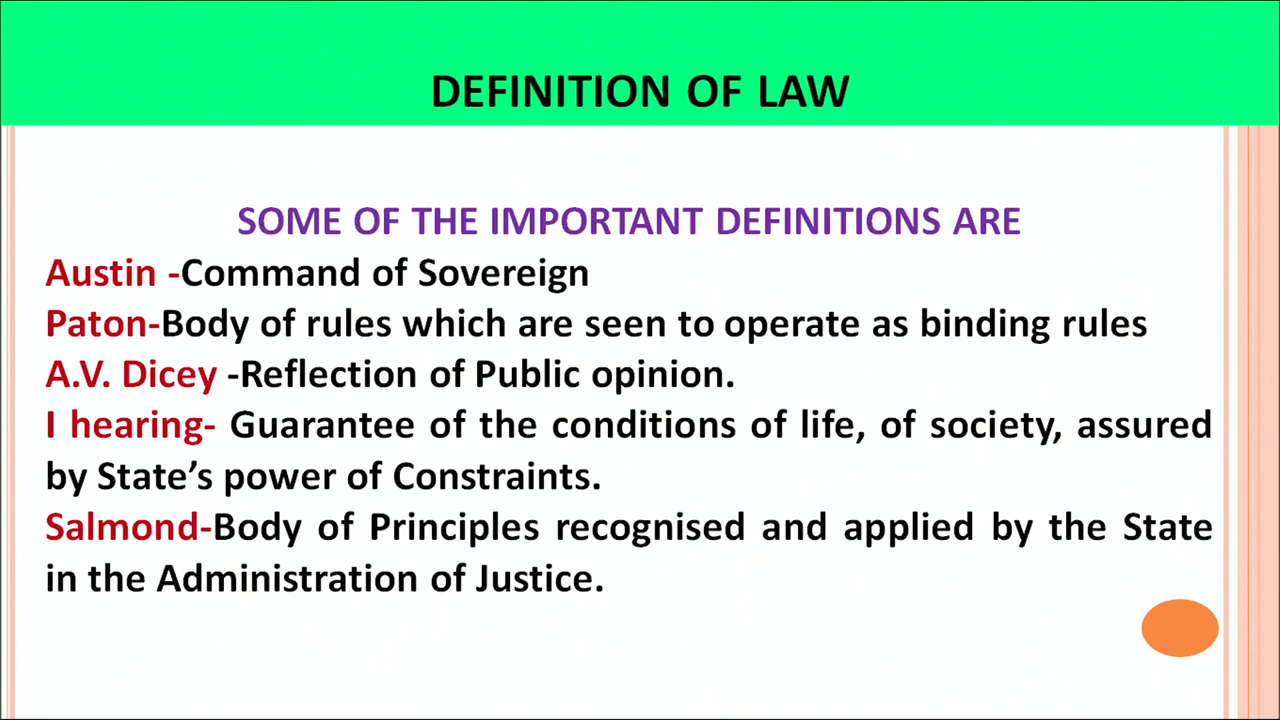 DEFINITION OF LAW
SOME OF THE IMPORTANT DEFINITIONS ARE
Austin -Command of Sovereign
Paton-Body of rules which are seen to operate as binding rules
A.V. Dicey -Reflection of Public opinion.
I hearing- Guarantee of the conditions of life, of society, assured
by State’s power of Constraints.
Salmond-Body of Principles recognised and applied by the State
in the Administration of Justice.